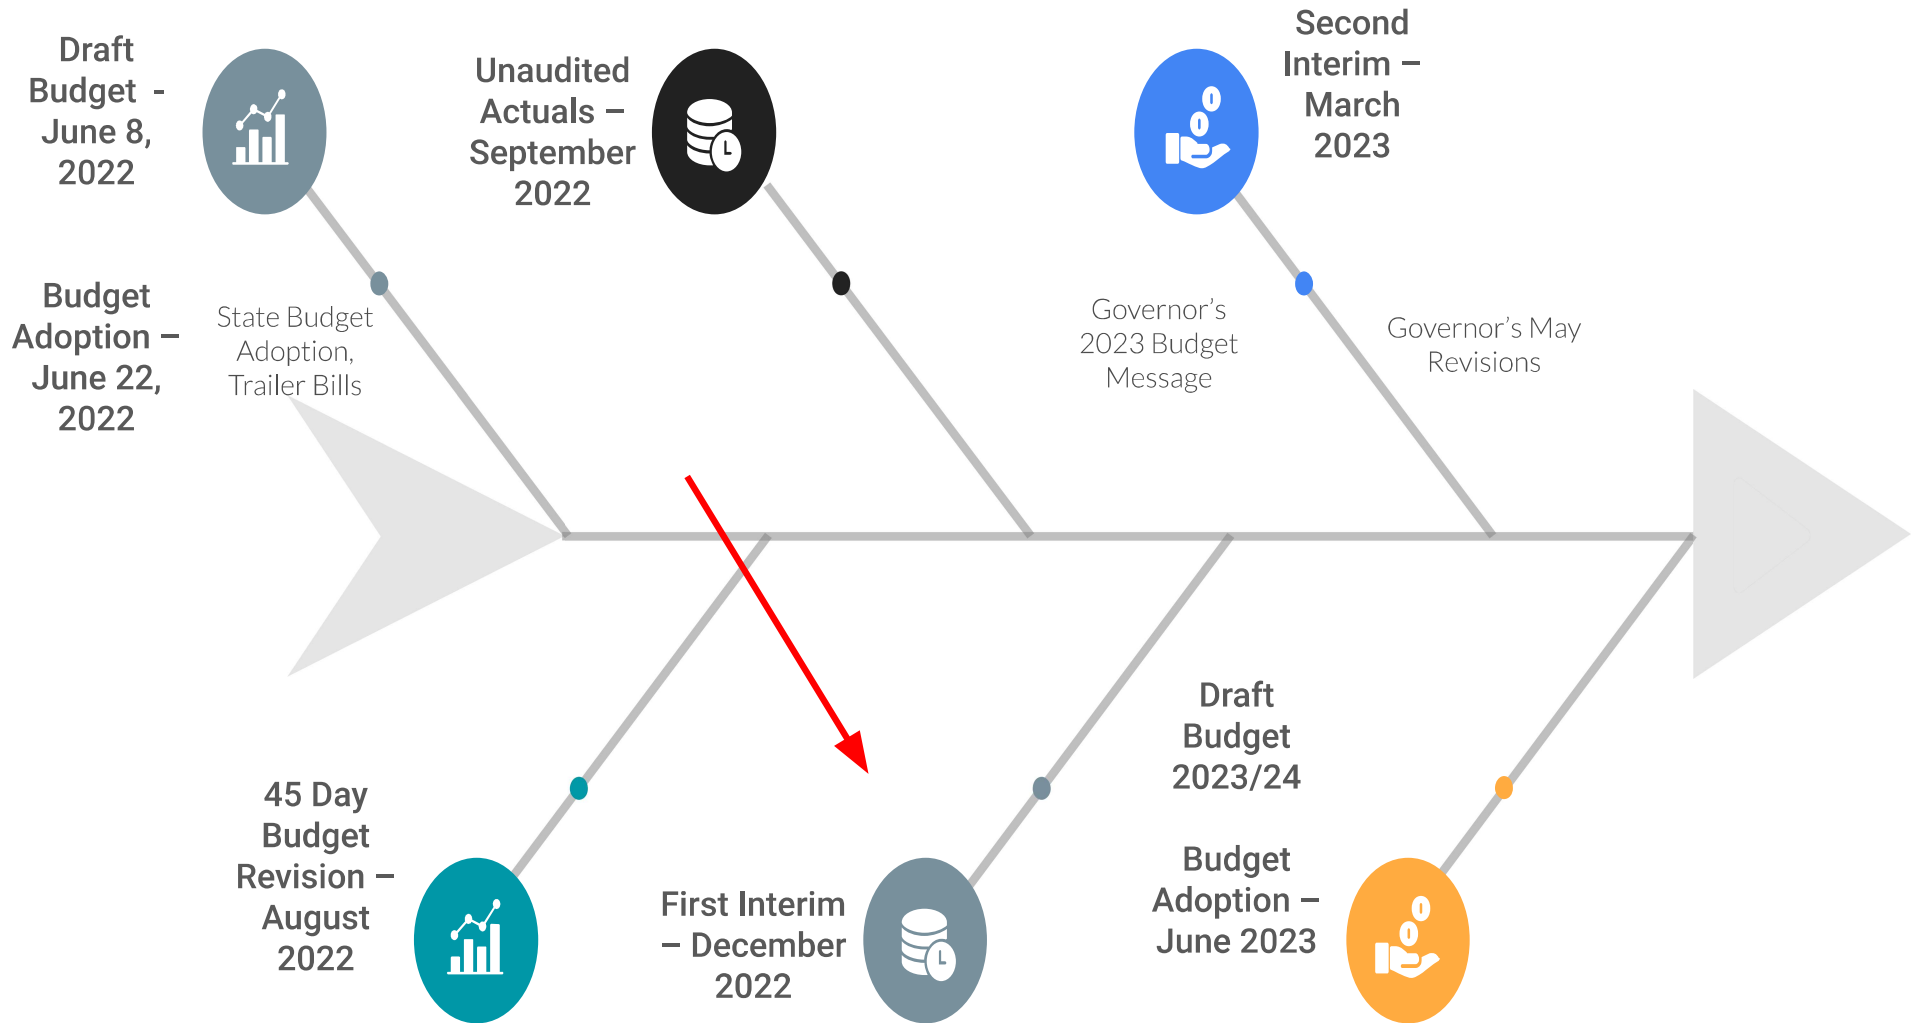 Draft
Budget -
June 8,
2022
Unaudited
Actuals –
September
2022
Second
Interim –
March
2023
Budget
Adoption –
June 22,
2022
State Budget
Adoption,
Trailer Bills
Governor's
2023 Budget
Message
Governor's May
Revisions
45 Day
Budget
Revision –
August
2022
First Interim
– December
2022
Draft
Budget
2023/24
Budget
Adoption –
June 2023